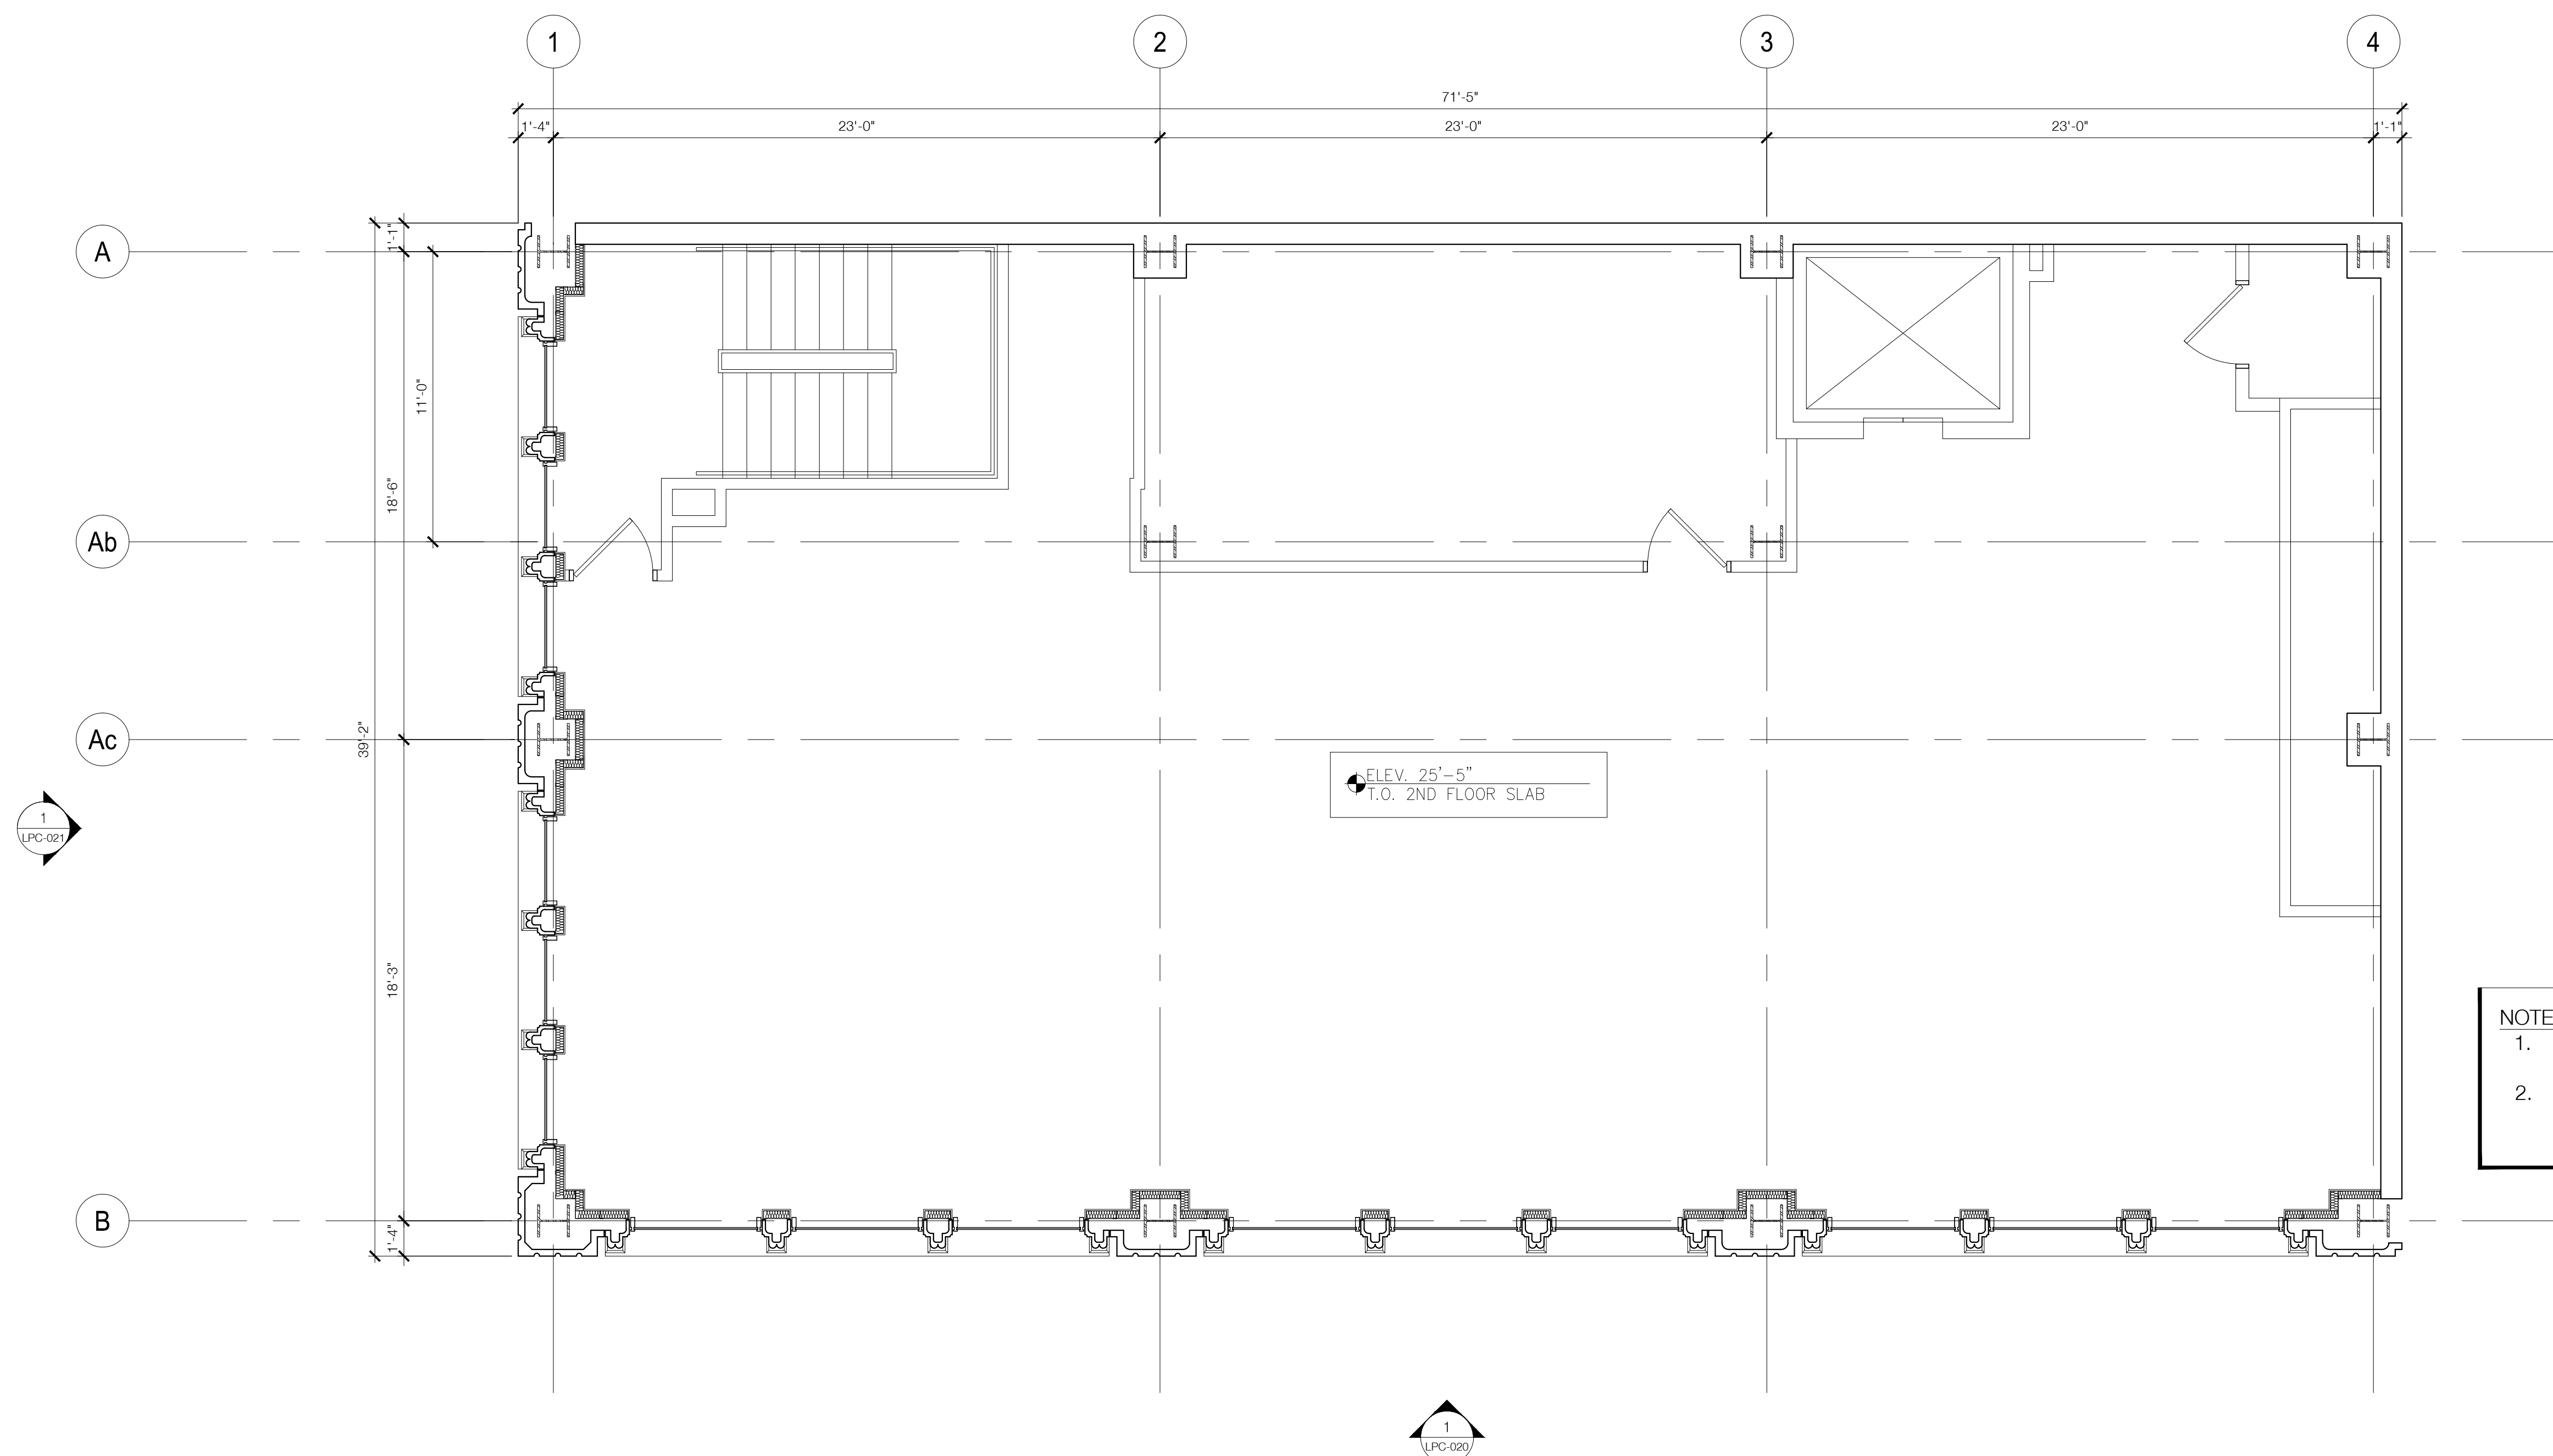 1
2
3
4
71'-5"
1'-4"
23'-0"
23'-0"
23'-0"
1'-1"
A
1'-1"
11'-0"
18'-6"
Ab
Ac
39'-2"
ELEV. 25'-5"
T.O. 2ND FLOOR SLAB
1
LPC-021
18'-3"
NOTE
1.
2.
B
1'-4"
1
LPC-020